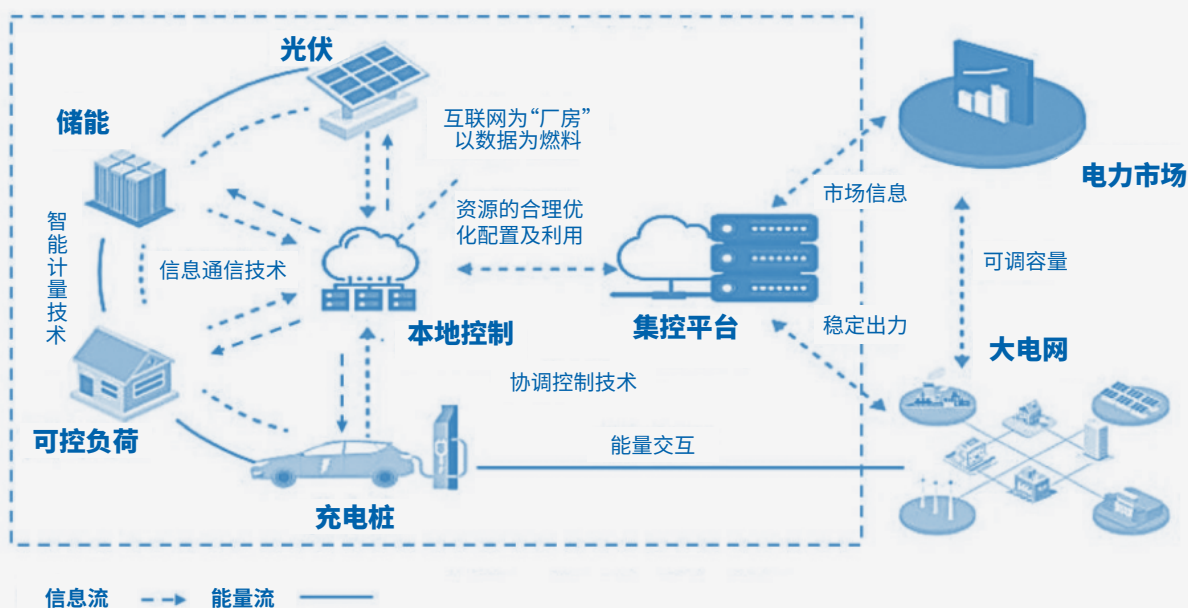 光伏
储能
互联网为“厂房”
以数据为燃料
电力市场
市场信息
资源的合理优
化配置及利用
智能计量技术
信息通信技术
可调容量
本地控制
集控平台
稳定出力
大电网
协调控制技术
可控负荷
能量交互
充电桩
信息流
能量流